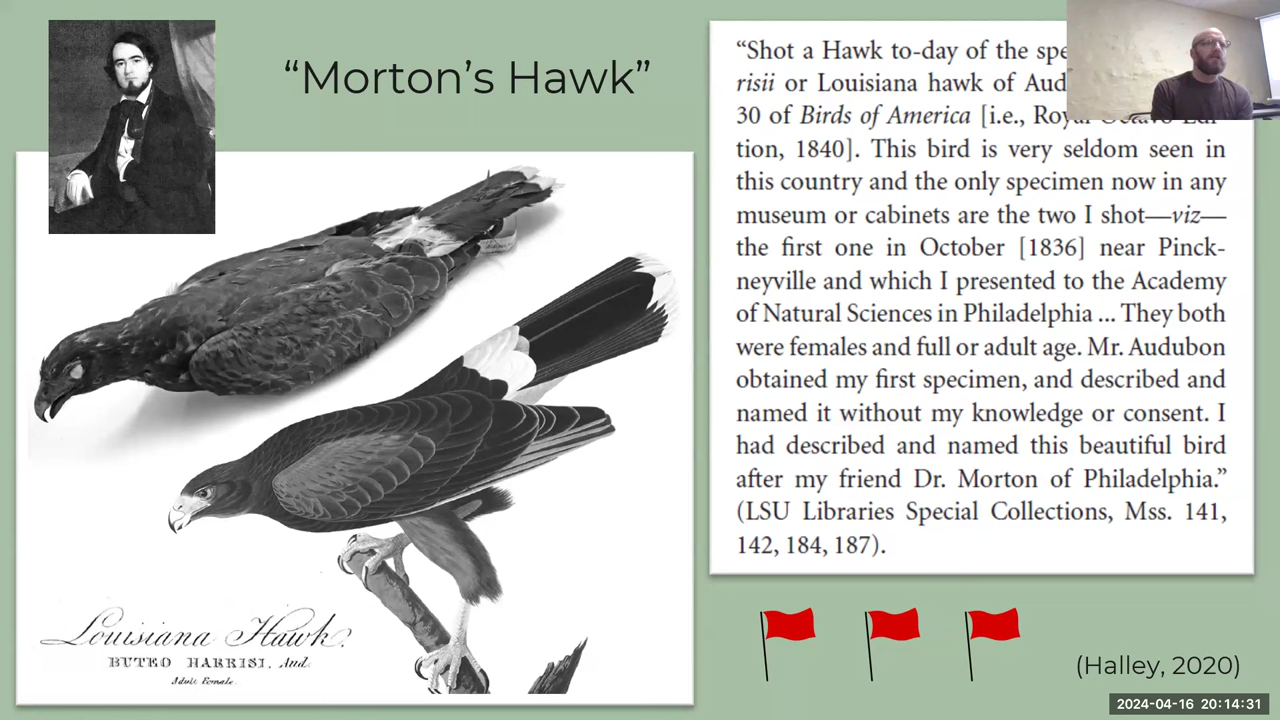 “Morton’s Hawk”
“Shot a Hawk to-day of the spe
risii or Louisiana hawk of Aud
30 of Birds of America [i.e., Royal Octavo Edi-
tion, 1840]. This bird is very seldom seen in
this country and the only specimen now in any
museum or cabinets are the two I shot—viz—
the first one in October [1836] near Pinck-
neyville and which I presented to the Academy
of Natural Sciences in Philadelphia ... They both
were females and full or adult age. Mr. Audubon
obtained my first specimen, and described and
named it without my knowledge or consent. I
had described and named this beautiful bird
after my friend Dr. Morton of Philadelphia.”
(LSU Libraries Special Collections, Mss. 141,
142, 184, 187).
Louisiana Hawk.
BUTEO HARRISI, Aud.
Adult Female.
(Halley, 2020)
2024-04-16 20:14:31